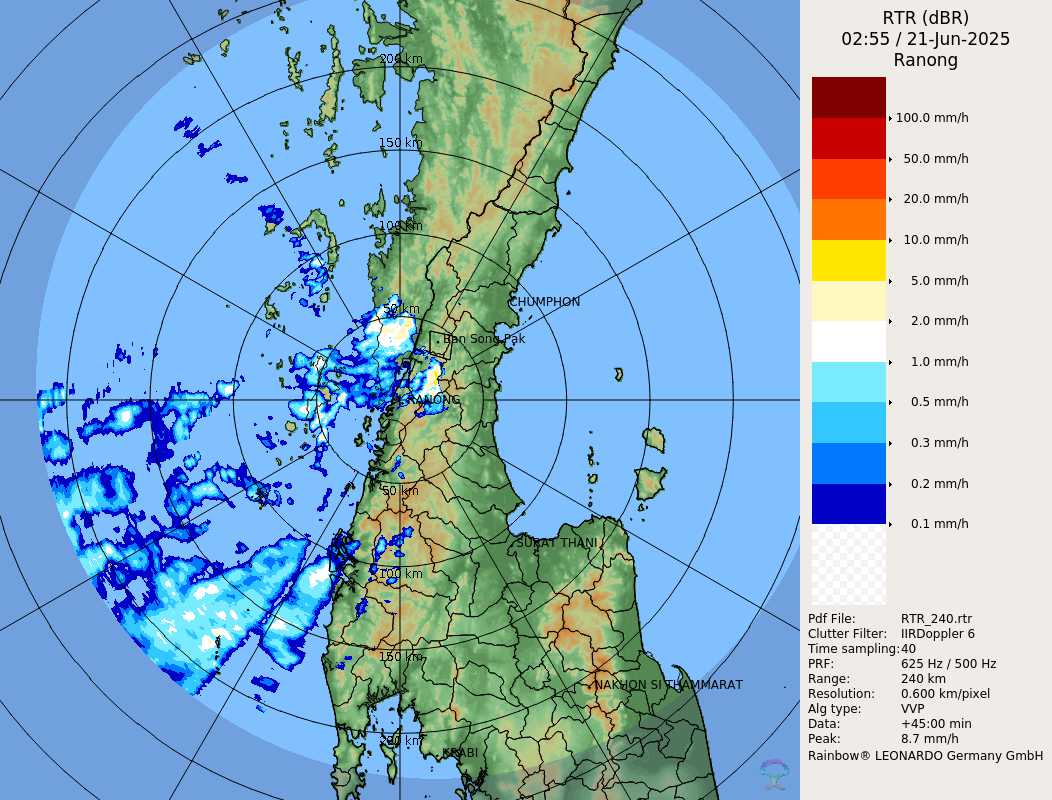 RTR (dBR)
02:55 / 21-Jun-2025
Ranong
100.0 mm/h
50.0 mm/h
20.0 mm/h
10.0 mm/h
5.0 mm/h
2.0 mm/h
1.0 mm/h
0.5 mm/h
0.3 mm/h
0.2 mm/h
0.1 mm/h
Pdf File: RTR_240.rtr
Clutter Filter: IIRDoppler 6
Time sampling:40
PRF: 625 Hz / 500 Hz
Range: 240 km
Resolution: 0.600 km/pixel
Alg type: VVP
Data: +45:00 min
Peak: 8.7 mm/h
Rainbow® LEONARDO Germany GmbH
200 km
150 km
100 km
50 km
CHUMPHON
Ban Song Pak
RANONG
50 km
SURAT THANI
100 km
150 km
NAKHON SI THAMMARAT
200 km
KRABI